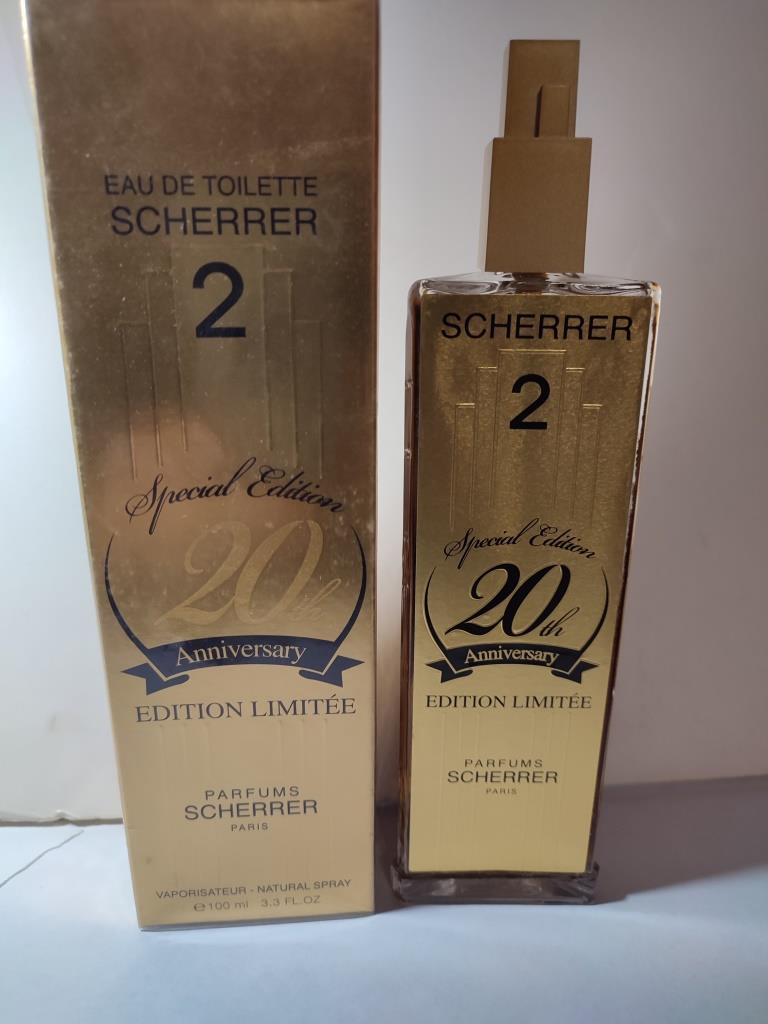 EAU DE TOILETTE
SCHERRER
2
Special Edition
20th
Anniversary
EDITION LIMITÉE
PARFUMS
SCHERRER
PARIS
VAPORISATEUR - NATURAL SPRAY
℮100 ml 3.3 FL.OZ
SCHERRER
2
Special Edition
20th
Anniversary
EDITION LIMITÉE
PARFUMS
SCHERRER
PARIS